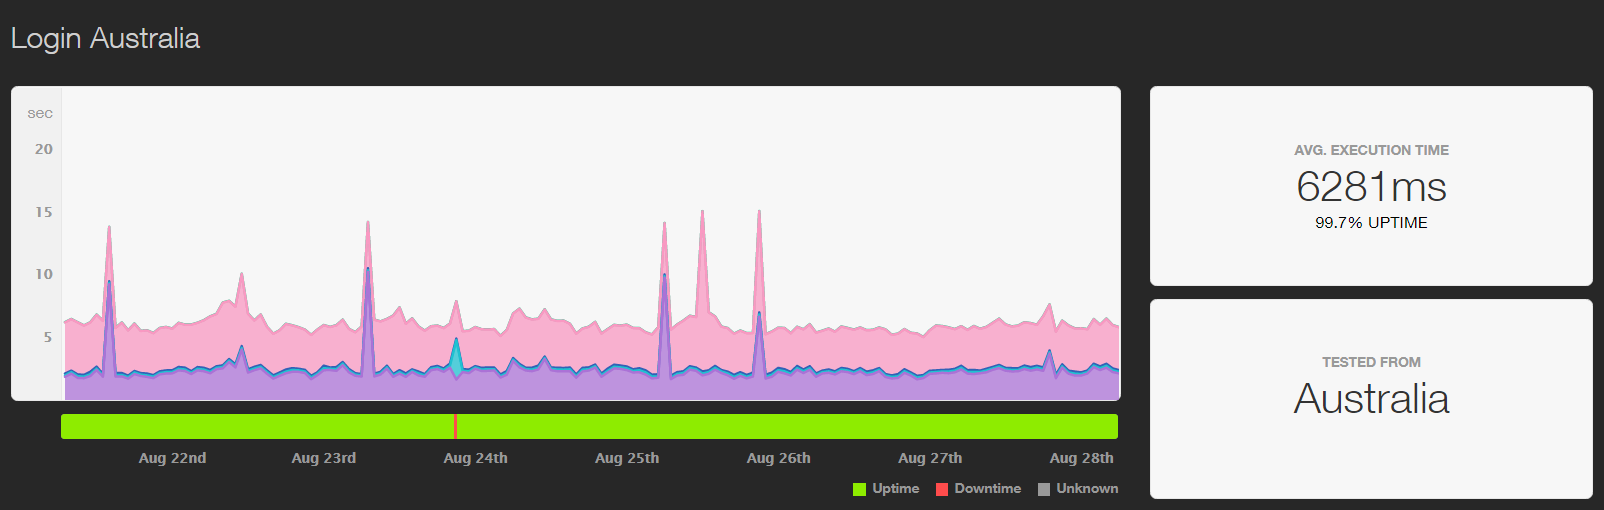 Login Australia
sec
20
15
10
5
Aug 22nd Aug 23rd Aug 24th Aug 25th Aug 26th Aug 27th Aug 28th
Uptime Downtime Unknown
AVG. EXECUTION TIME
6281ms
99.7% UPTIME
TESTED FROM
Australia